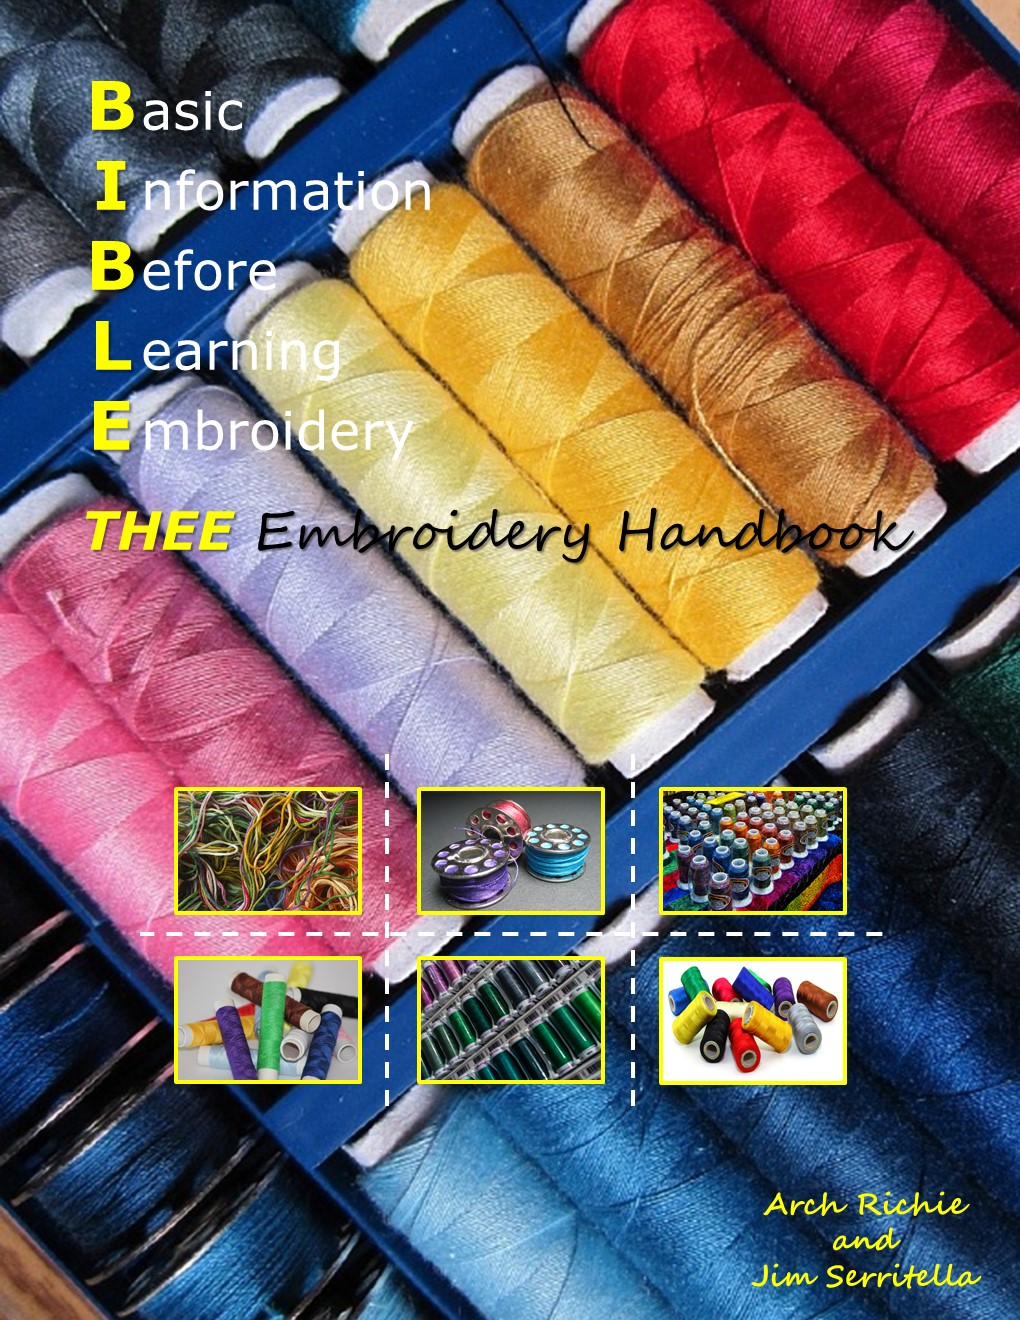 Basic
Information
Before
Learning
Embroidery
THEE Embroidery Handbook
Arch Richie
and
Jim Serritella